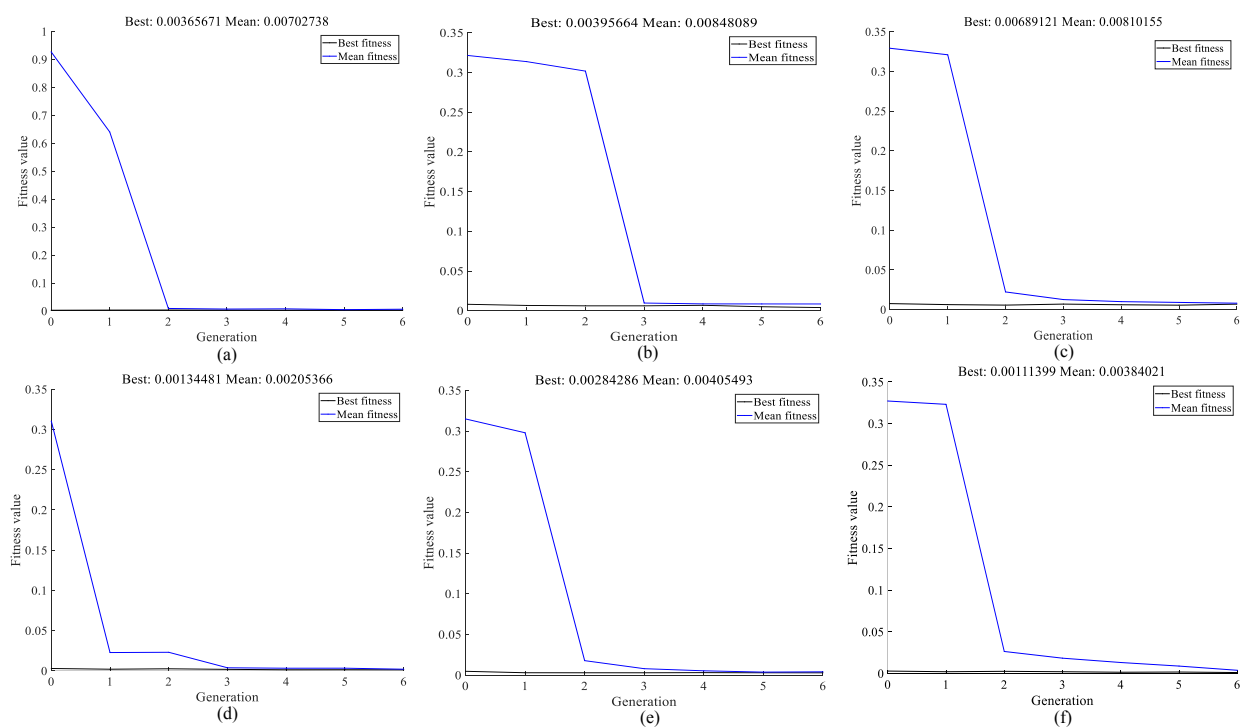 Best: 0.00365671 Mean: 0.00702738
1
0.9
0.8
0.7
0.6
0.5
0.4
0.3
0.2
0.1
0
Fitness value
Best fitness
Mean fitness
0 1 2 3 4 5 6
Generation
(a)
Best: 0.00395664 Mean: 0.00848089
0.35
0.3
0.25
0.2
0.15
0.1
0.05
0
Fitness value
Best fitness
Mean fitness
0 1 2 3 4 5 6
Generation
(b)
Best: 0.00689121 Mean: 0.00810155
0.35
0.3
0.25
0.2
0.15
0.1
0.05
0
Fitness value
Best fitness
Mean fitness
0 1 2 3 4 5 6
Generation
(c)
Best: 0.00134481 Mean: 0.00205366
0.35
0.3
0.25
0.2
0.15
0.1
0.05
0
Fitness value
Best fitness
Mean fitness
0 1 2 3 4 5 6
Generation
(d)
Best: 0.00284286 Mean: 0.00405493
0.35
0.3
0.25
0.2
0.15
0.1
0.05
0
Fitness value
Best fitness
Mean fitness
0 1 2 3 4 5 6
Generation
(e)
Best: 0.00111399 Mean: 0.00384021
0.35
0.3
0.25
0.2
0.15
0.1
0.05
0
Fitness value
Best fitness
Mean fitness
0 1 2 3 4 5 6
Generation
(f)